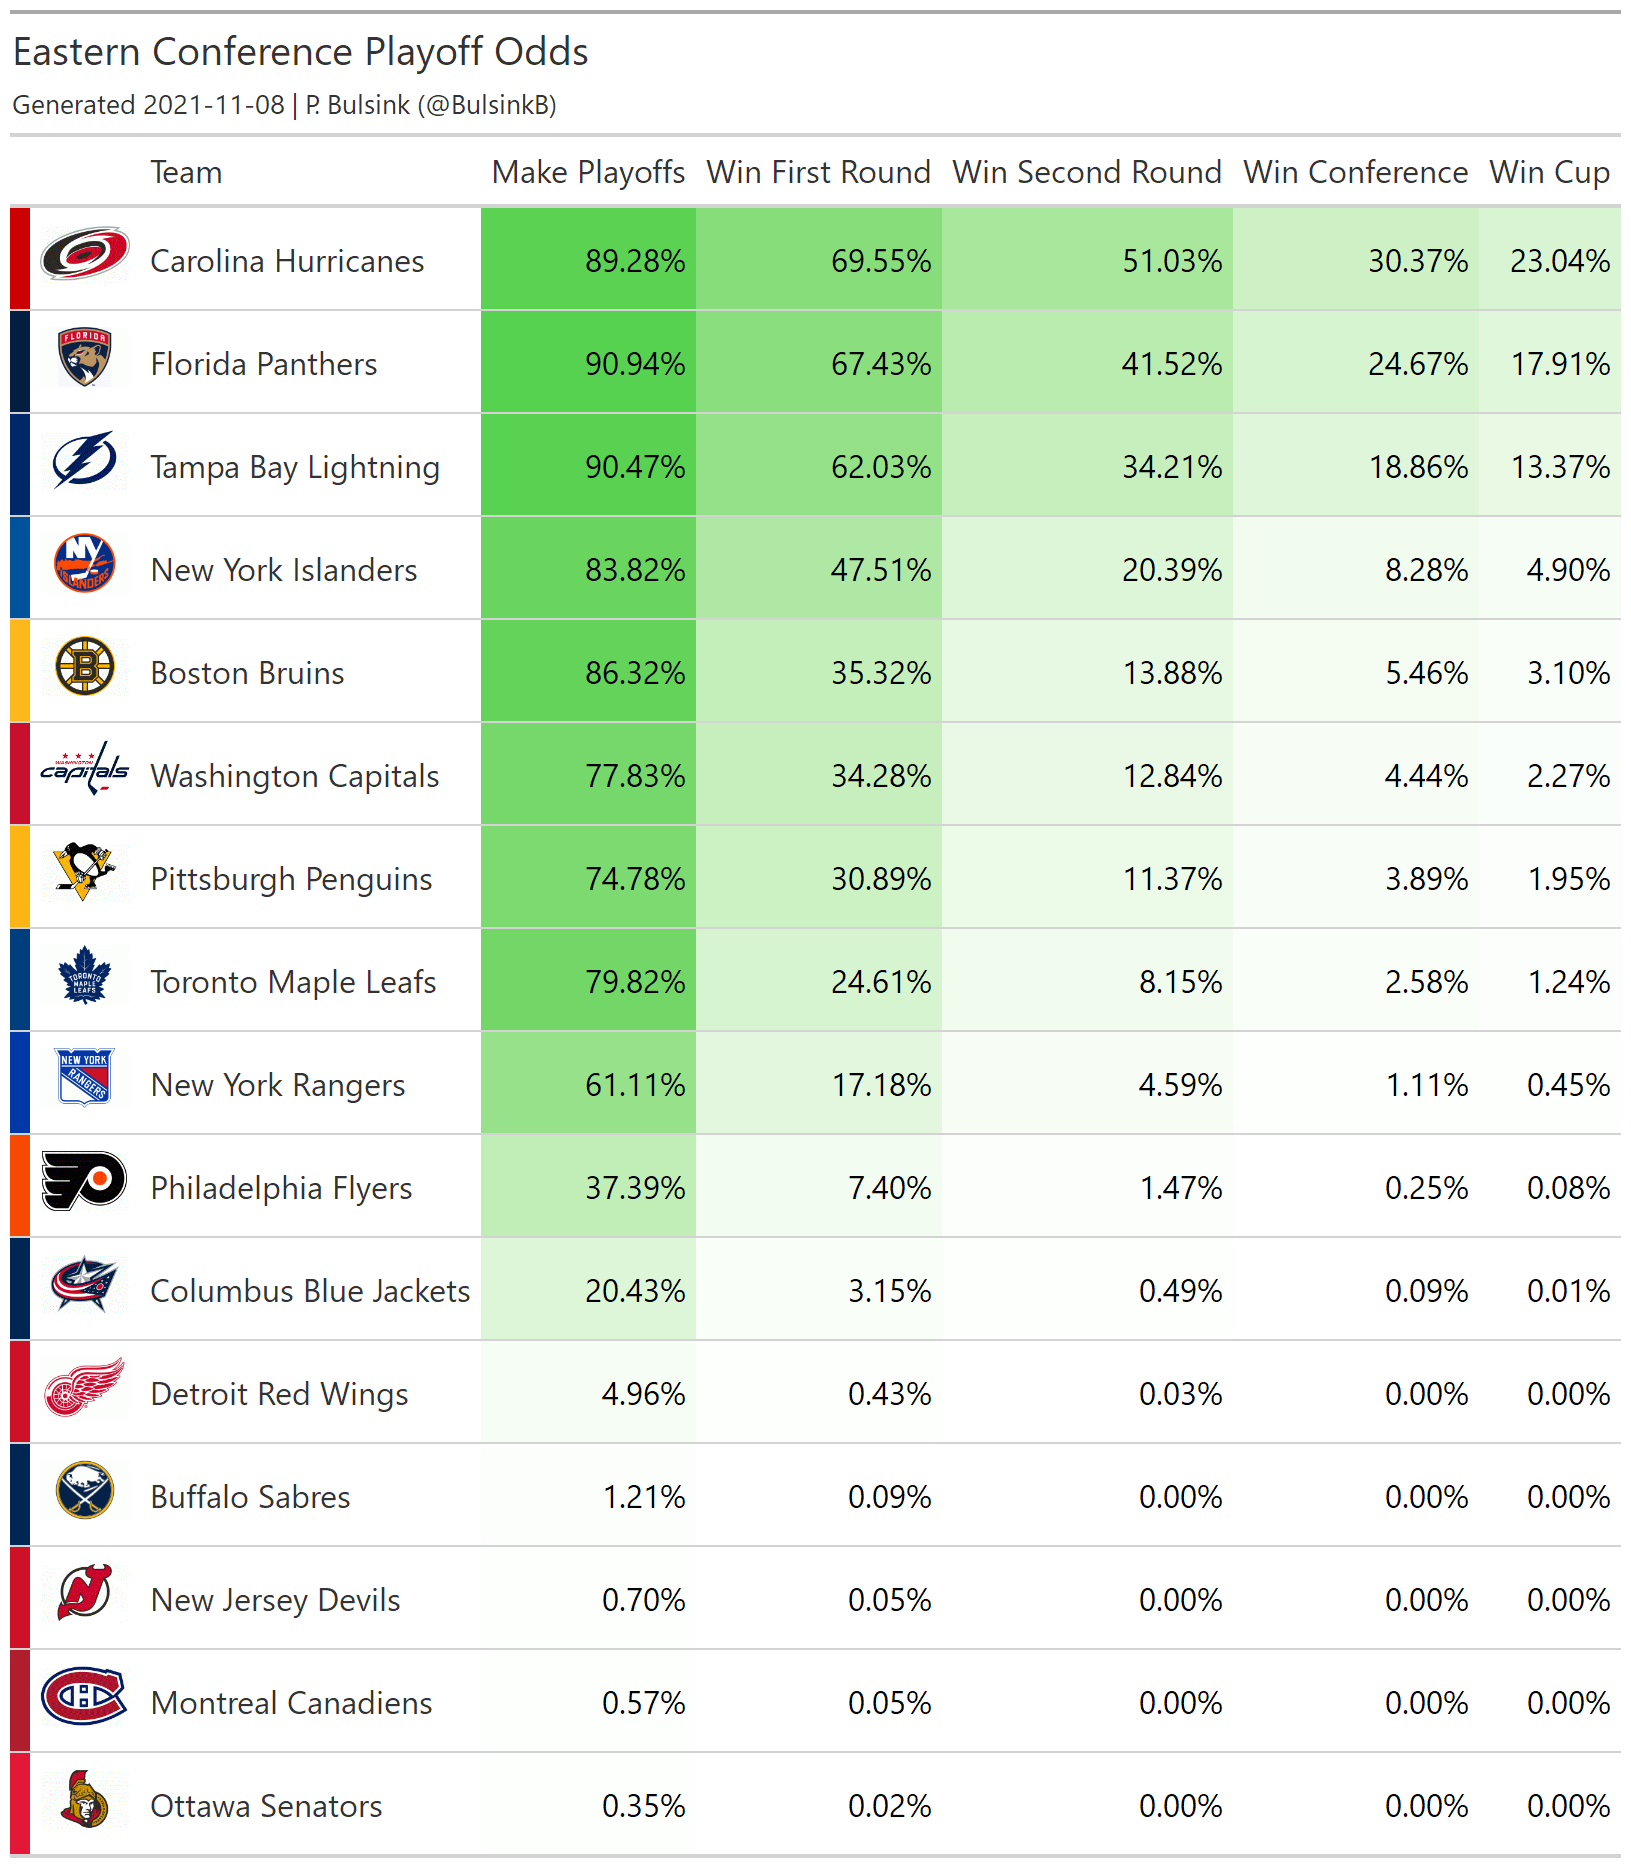 Eastern Conference Playoff Odds
Generated 2021-11-08 | P. Bulsink (@BulsinkB)
Team Make Playoffs Win First Round Win Second Round Win Conference Win Cup
Carolina Hurricanes 89.28% 69.55% 51.03% 30.37% 23.04%
FLORIDA
Florida Panthers 90.94% 67.43% 41.52% 24.67% 17.91%
Tampa Bay Lightning 90.47% 62.03% 34.21% 18.86% 13.37%
NY
ISLANDERS
New York Islanders 83.82% 47.51% 20.39% 8.28% 4.90%
B
Boston Bruins 86.32% 35.32% 13.88% 5.46% 3.10%
WASHINGTON
capitals
Washington Capitals 77.83% 34.28% 12.84% 4.44% 2.27%
Pittsburgh Penguins 74.78% 30.89% 11.37% 3.89% 1.95%
TORONTO
MAPLE
LEAFS
Toronto Maple Leafs 79.82% 24.61% 8.15% 2.58% 1.24%
NEW YORK
RANGERS
New York Rangers 61.11% 17.18% 4.59% 1.11% 0.45%
Philadelphia Flyers 37.39% 7.40% 1.47% 0.25% 0.08%
Columbus Blue Jackets 20.43% 3.15% 0.49% 0.09% 0.01%
Detroit Red Wings 4.96% 0.43% 0.03% 0.00% 0.00%
Buffalo Sabres 1.21% 0.09% 0.00% 0.00% 0.00%
New Jersey Devils 0.70% 0.05% 0.00% 0.00% 0.00%
Montreal Canadiens 0.57% 0.05% 0.00% 0.00% 0.00%
Ottawa Senators 0.35% 0.02% 0.00% 0.00% 0.00%